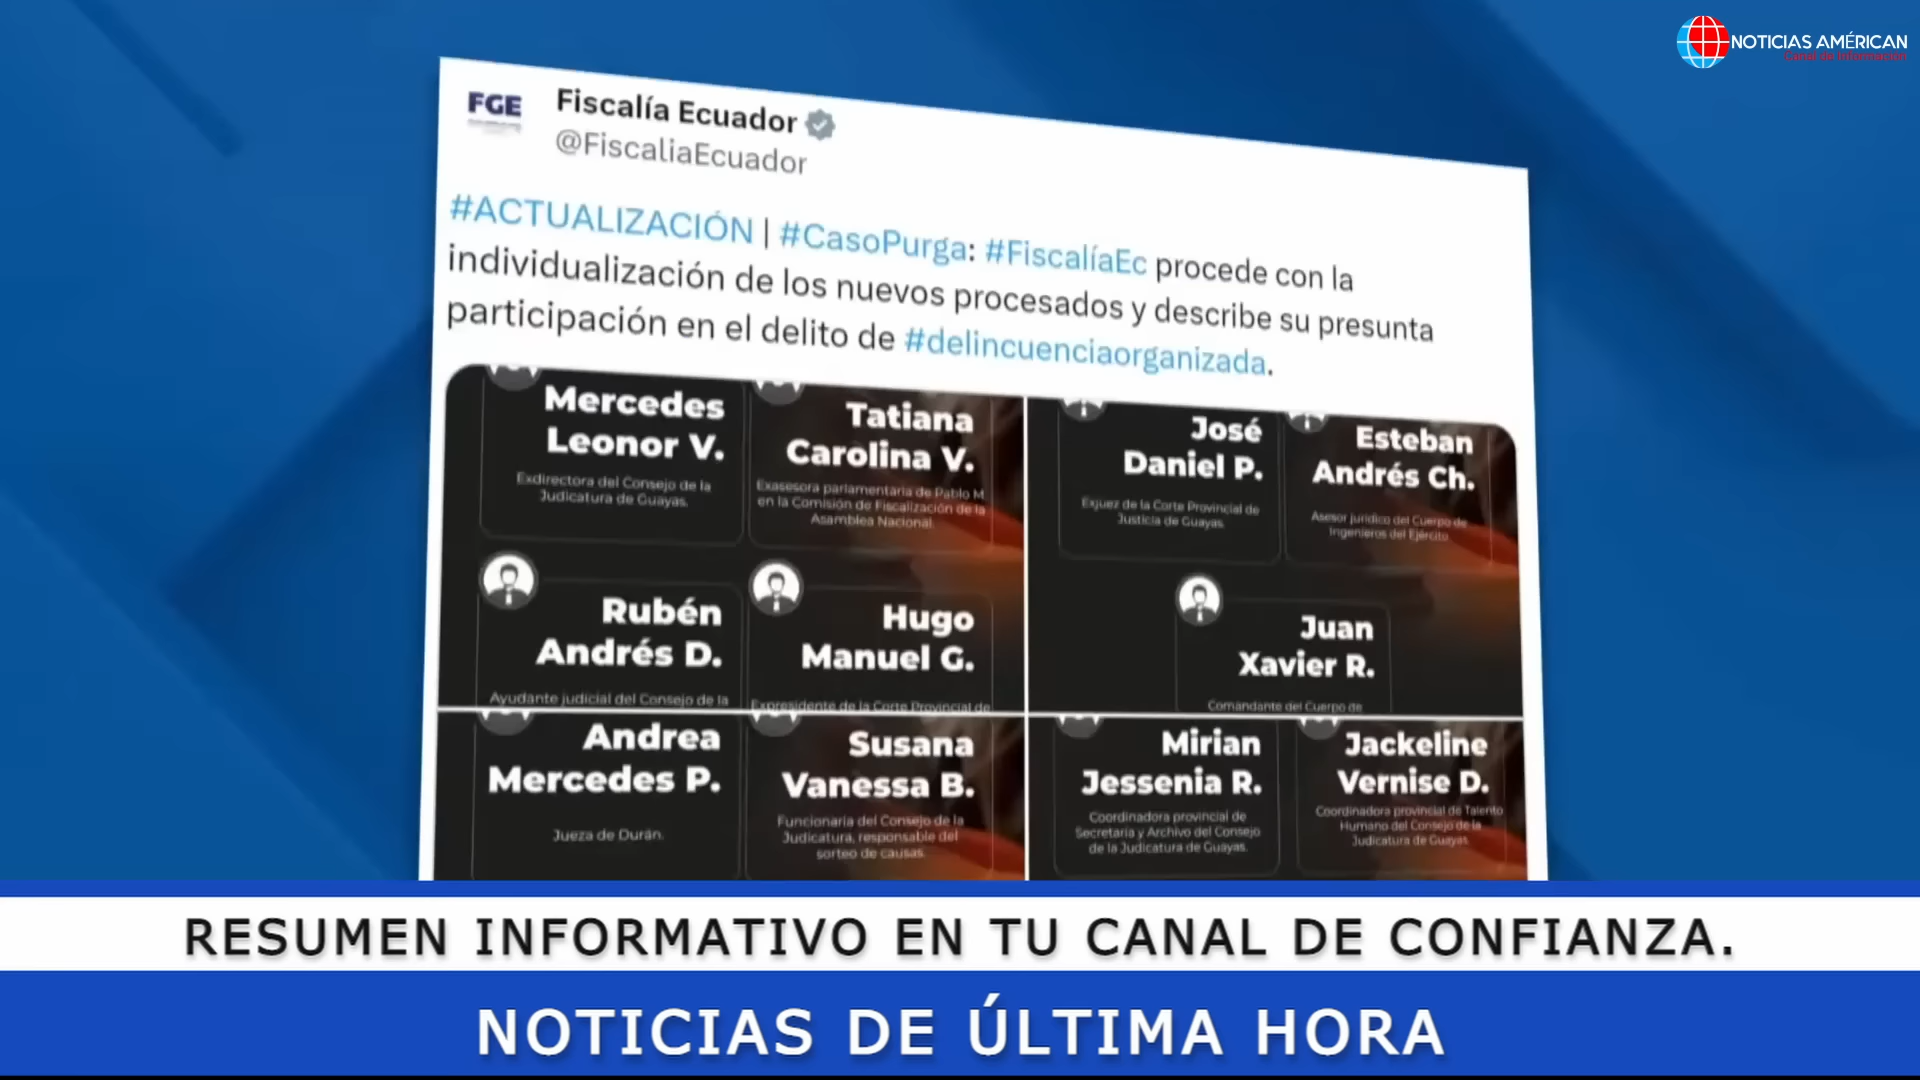 NOTICIAS AMÉRICAN
Canal de Información
FGE
Fiscalía Ecuador
@FiscaliaEcuador
#ACTUALIZACIÓN | #CasoPurga: #FiscalíaEc procede con la
individualización de los nuevos procesados y describe su presunta
participación en el delito de #delincuenciaorganizada.
Mercedes
Leonor V.
Exdirectora del Consejo de la
Judicatura de Guayas.
Tatiana
Carolina V.
Exasesora parlamentaria de Pablo M
en la Comisión de Fiscalización de la
Asamblea Nacional.
José
Daniel P.
Exjuez de la Corte Provincial de
Justicia de Guayas.
Esteban
Andrés Ch.
Asesor jurídico del Cuerpo de
Ingenieros del Ejército.
Rubén
Andrés D.
Ayudante judicial del Consejo de la
Hugo
Manuel G.
Expresidente de la Corte Provincial de
Juan
Xavier R.
Comandante del Cuerpo de
Andrea
Mercedes P.
Jueza de Durán.
Susana
Vanessa B.
Funcionaria del Consejo de la
Judicatura, responsable del
sorteo de causas.
Mirian
Jessenia R.
Coordinadora provincial de
Secretaría y Archivo del Consejo
de la Judicatura de Guayas.
Jackeline
Vernise D.
Coordinadora provincial de Talento
Humano del Consejo de la
Judicatura de Guayas.
RESUMEN INFORMATIVO EN TU CANAL DE CONFIANZA.
NOTICIAS DE ÚLTIMA HORA